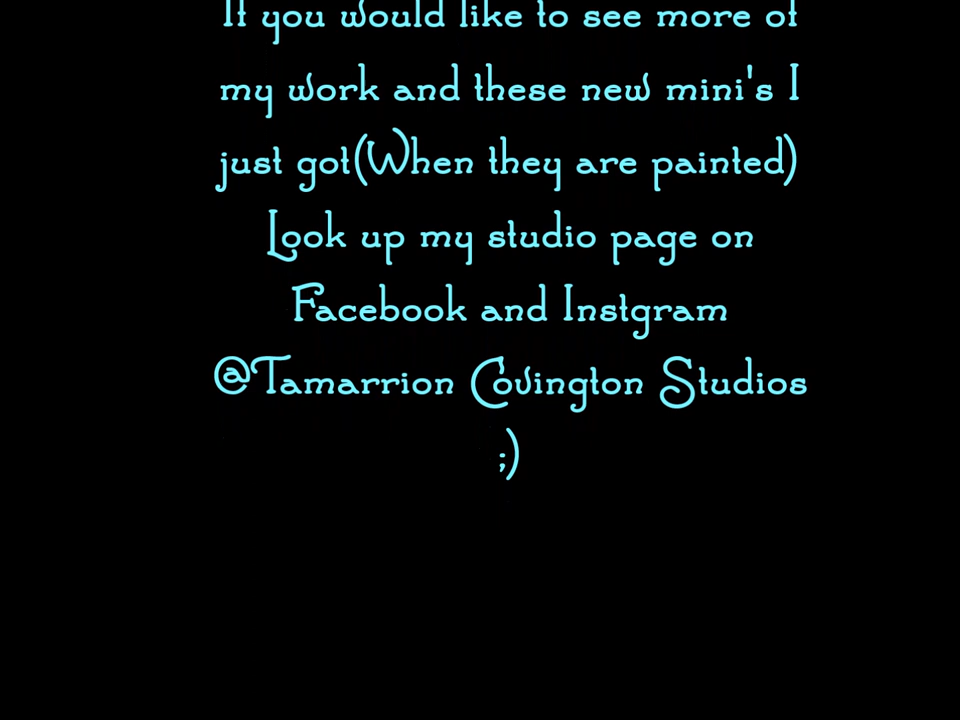 If you would like to see more of
my work and these new mini's I
just got(When they are painted)
Look up my studio page on
Facebook and Instgram
@Tamarrion Covington Studios
;)